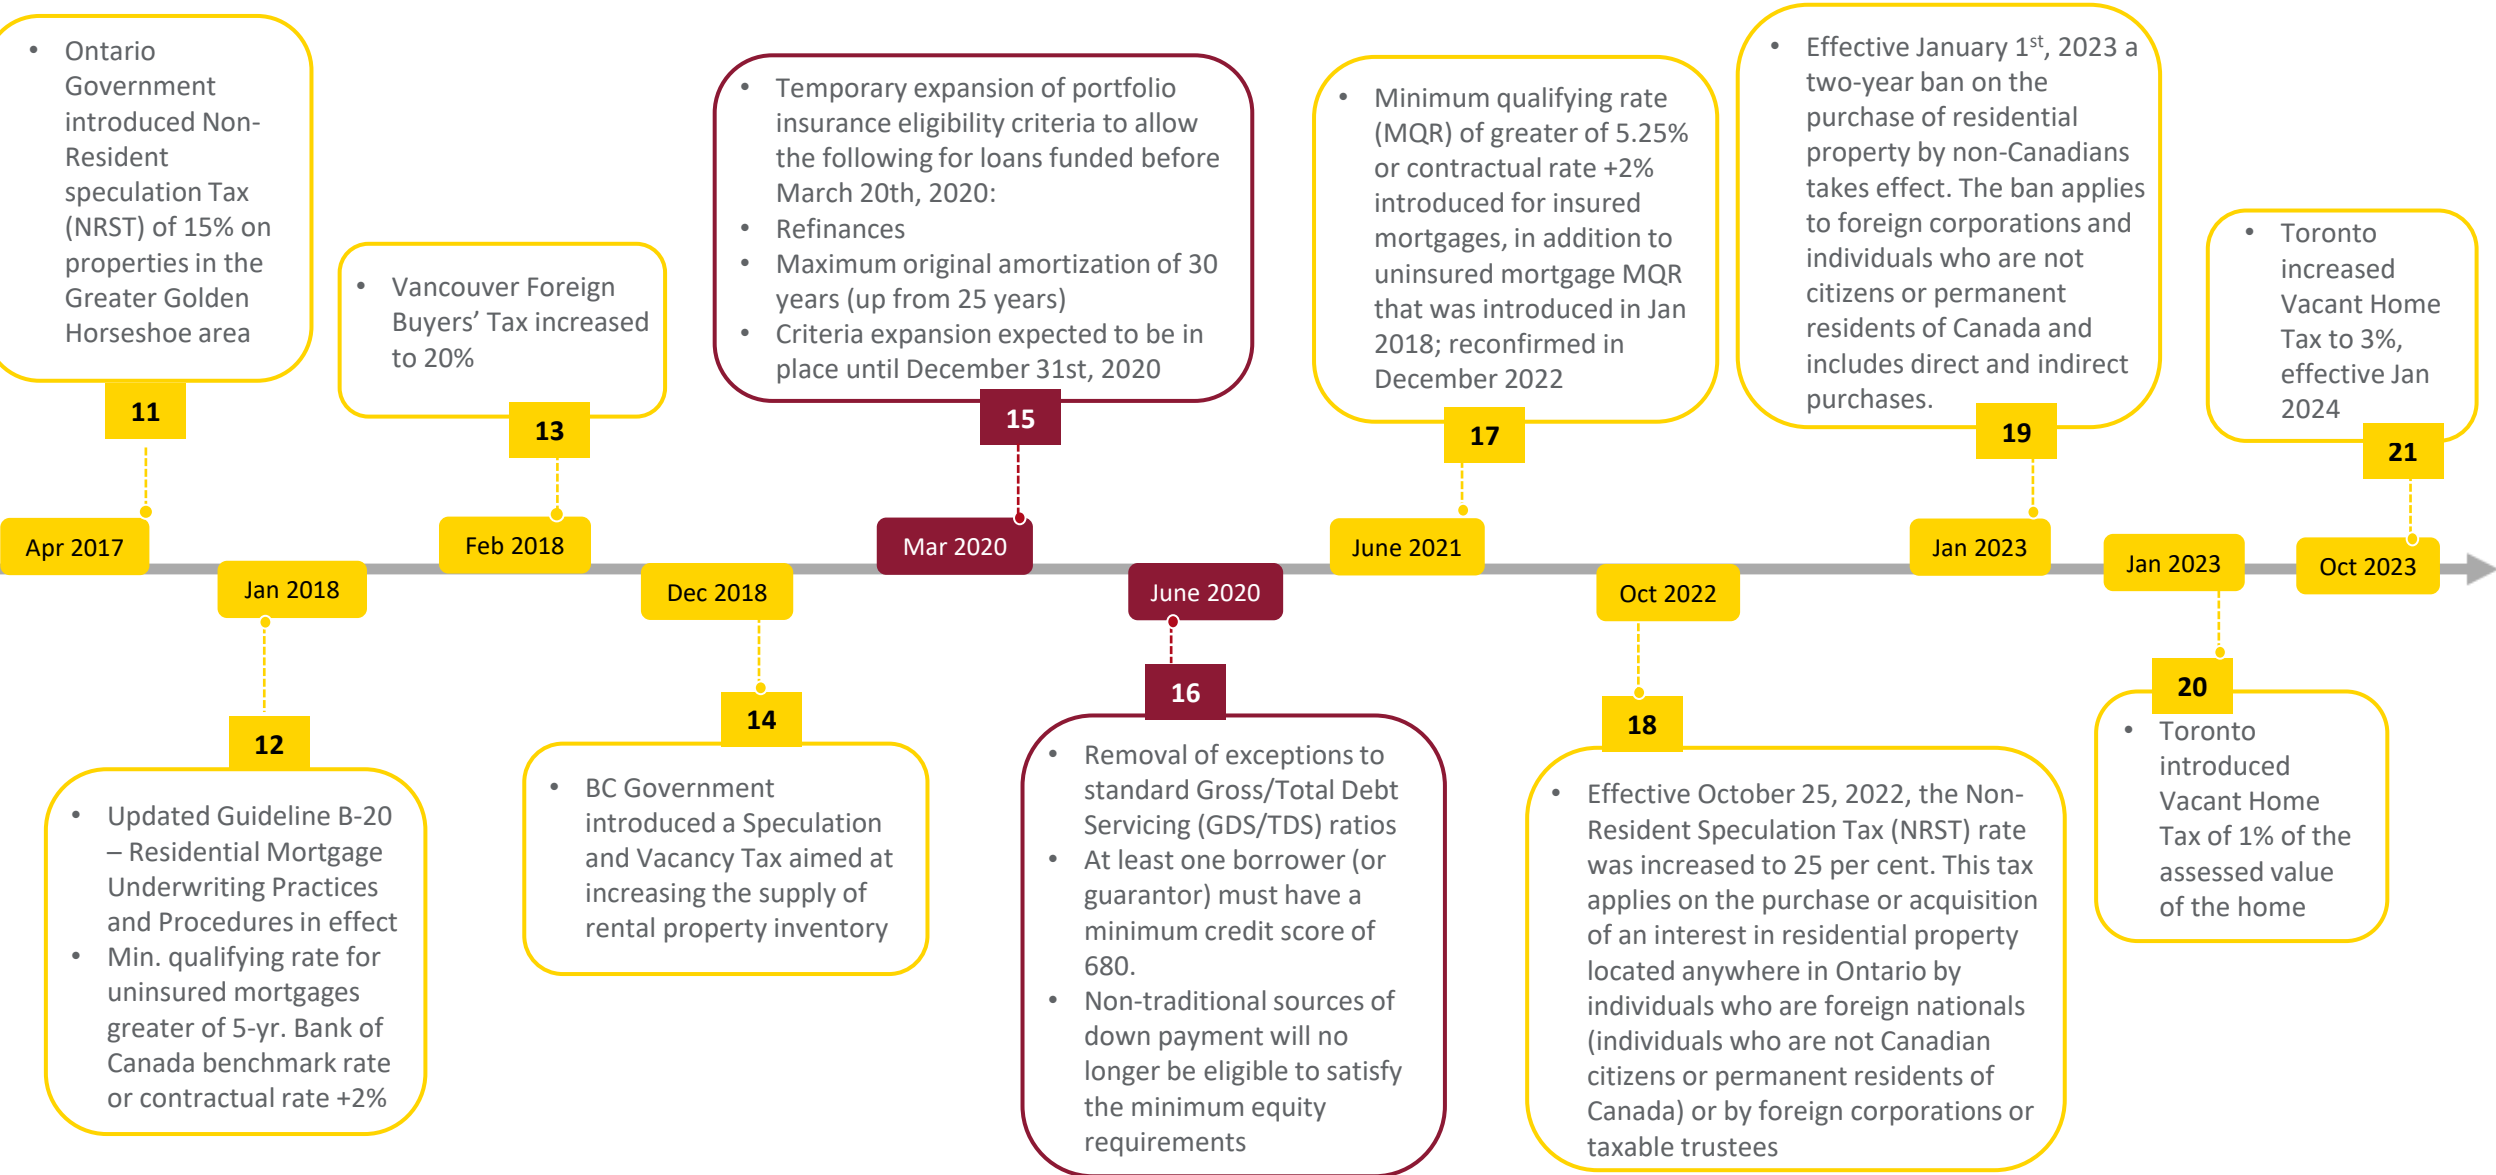 • Ontario
Government
introduced Non-
Resident
speculation Tax
(NRST) of 15% on
properties in the
Greater Golden
Horseshoe area
11
Apr 2017
Jan 2018
12
• Updated Guideline B-20
– Residential Mortgage
Underwriting Practices
and Procedures in effect
• Min. qualifying rate for
uninsured mortgages
greater of 5-yr. Bank of
Canada benchmark rate
or contractual rate +2%
• Vancouver Foreign
Buyers’ Tax increased
to 20%
13
Feb 2018
Dec 2018
14
• BC Government
introduced a Speculation
and Vacancy Tax aimed at
increasing the supply of
rental property inventory
• Temporary expansion of portfolio
insurance eligibility criteria to allow
the following for loans funded before
March 20th, 2020:
• Refinances
• Maximum original amortization of 30
years (up from 25 years)
• Criteria expansion expected to be in
place until December 31st, 2020
15
Mar 2020
June 2020
16
• Removal of exceptions to
standard Gross/Total Debt
Servicing (GDS/TDS) ratios
• At least one borrower (or
guarantor) must have a
minimum credit score of
680.
• Non-traditional sources of
down payment will no
longer be eligible to satisfy
the minimum equity
requirements
• Minimum qualifying rate
(MQR) of greater of 5.25%
or contractual rate +2%
introduced for insured
mortgages, in addition to
uninsured mortgage MQR
that was introduced in Jan
2018; reconfirmed in
December 2022
17
June 2021
Oct 2022
18
• Effective October 25, 2022, the Non-
Resident Speculation Tax (NRST) rate
was increased to 25 per cent. This tax
applies on the purchase or acquisition
of an interest in residential property
located anywhere in Ontario by
individuals who are foreign nationals
(individuals who are not Canadian
citizens or permanent residents of
Canada) or by foreign corporations or
taxable trustees
• Effective January 1st, 2023 a
two-year ban on the
purchase of residential
property by non-Canadians
takes effect. The ban applies
to foreign corporations and
individuals who are not
citizens or permanent
residents of Canada and
includes direct and indirect
purchases.
19
Jan 2023
Jan 2023
20
• Toronto
introduced
Vacant Home
Tax of 1% of the
assessed value
of the home
• Toronto
increased
Vacant Home
Tax to 3%,
effective Jan
2024
21
Oct 2023